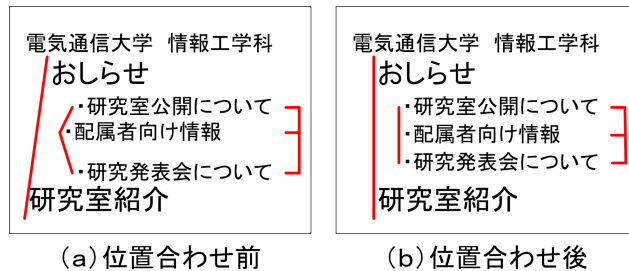 電気通信大学 情報工学科
おしらせ
・研究室公開について
・配属者向け情報
・研究発表会について
研究室紹介
(a)位置合わせ前
電気通信大学 情報工学科
おしらせ
・研究室公開について
・配属者向け情報
・研究発表会について
研究室紹介
(b)位置合わせ後